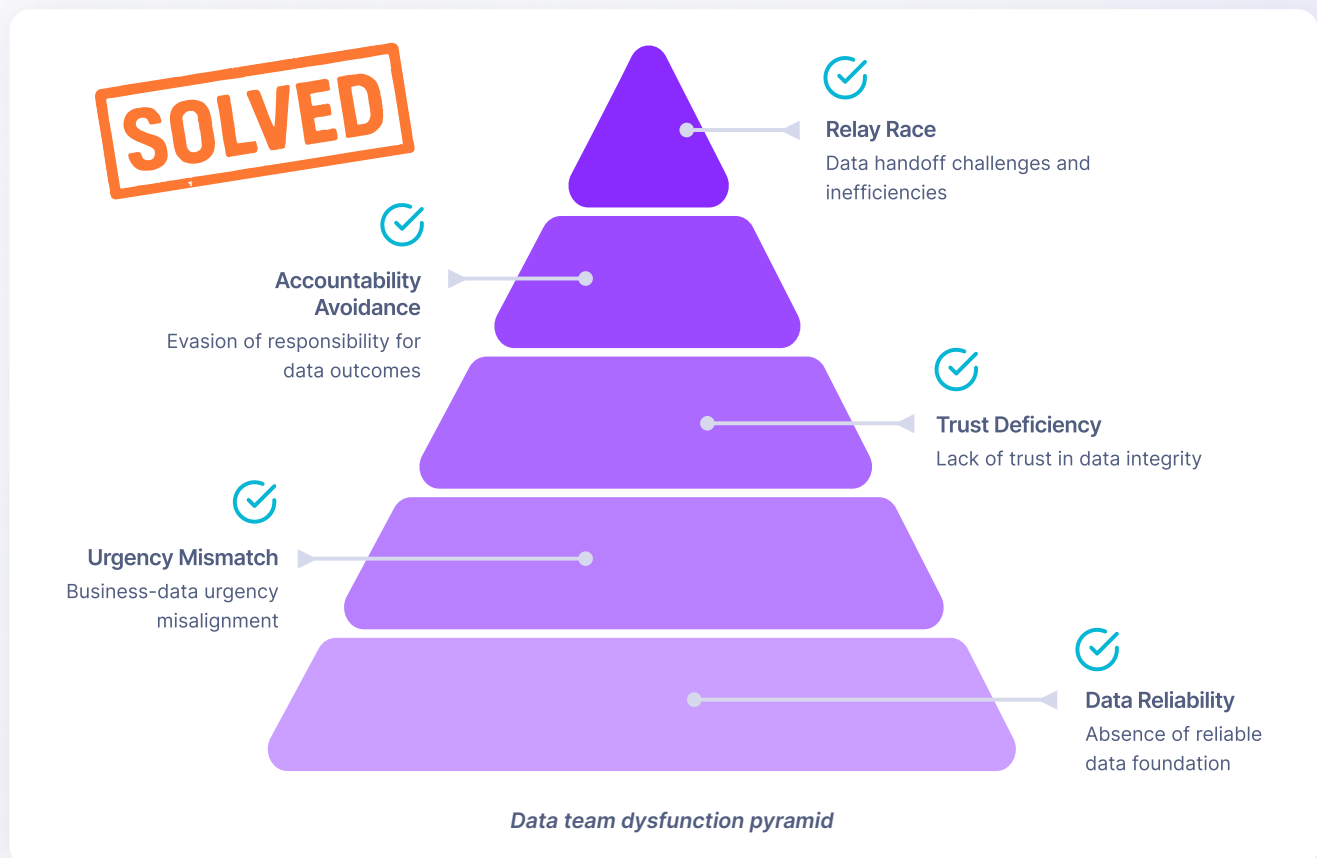 SOLVED
Relay Race
Data handoff challenges and
inefficiencies
Accountability
Avoidance
Evasion of responsibility for
data outcomes
Trust Deficiency
Lack of trust in data integrity
Urgency Mismatch
Business-data urgency
misalignment
Data Reliability
Absence of reliable
data foundation
Data team dysfunction pyramid